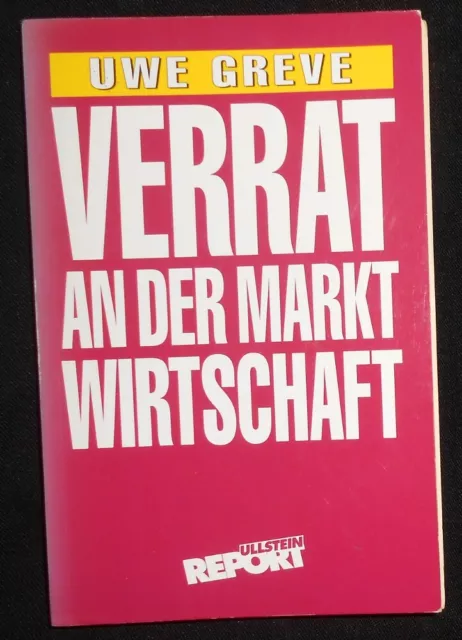 UWE GREVE
VERRAT
AN DER MARKT
WIRTSCHAFT
ULLSTEIN
REPORT